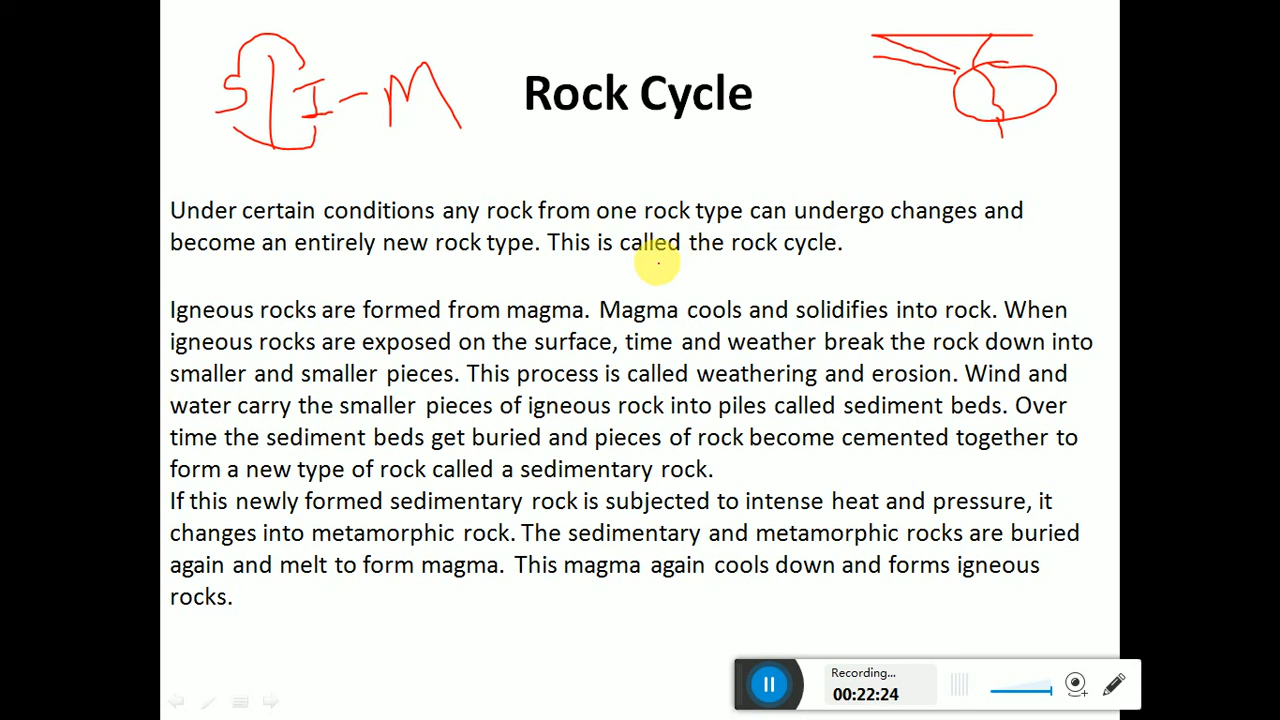 S I - M
Rock Cycle
Under certain conditions any rock from one rock type can undergo changes and
become an entirely new rock type. This is called the rock cycle.
Igneous rocks are formed from magma. Magma cools and solidifies into rock. When
igneous rocks are exposed on the surface, time and weather break the rock down into
smaller and smaller pieces. This process is called weathering and erosion. Wind and
water carry the smaller pieces of igneous rock into piles called sediment beds. Over
time the sediment beds get buried and pieces of rock become cemented together to
form a new type of rock called a sedimentary rock.
If this newly formed sedimentary rock is subjected to intense heat and pressure, it
changes into metamorphic rock. The sedimentary and metamorphic rocks are buried
again and melt to form magma. This magma again cools down and forms igneous
rocks.
Recording...
00:22:24